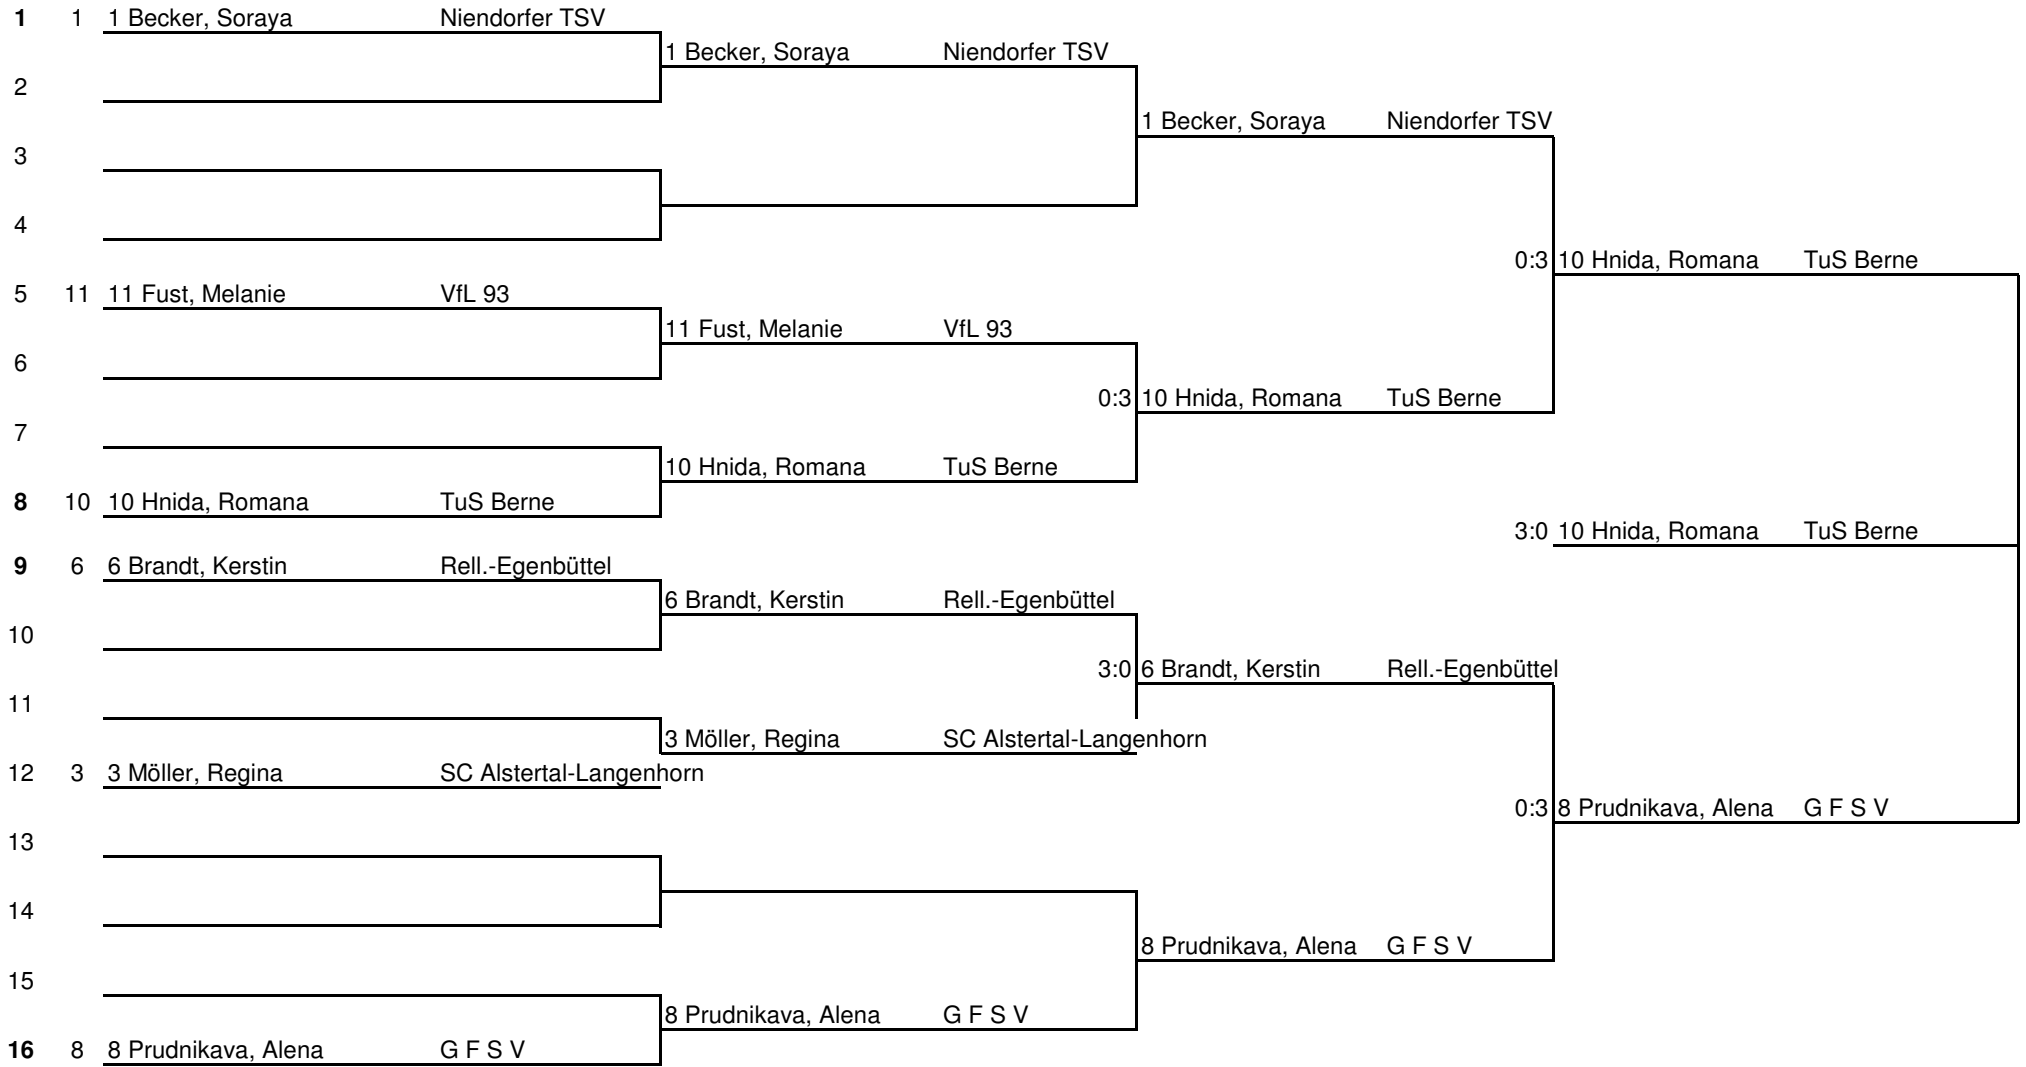 1 1 1 Becker, Soraya Niendorfer TSV
1 Becker, Soraya Niendorfer TSV
2
1 Becker, Soraya Niendorfer TSV
3
4
0:3 10 Hnida, Romana TuS Berne
5 11 11 Fust, Melanie VfL 93
11 Fust, Melanie VfL 93
6
0:3 10 Hnida, Romana TuS Berne
7
10 Hnida, Romana TuS Berne
8 10 10 Hnida, Romana TuS Berne
3:0 10 Hnida, Romana TuS Berne
9 6 6 Brandt, Kerstin Rell.-Egenbüttel
6 Brandt, Kerstin Rell.-Egenbüttel
10
3:0 6 Brandt, Kerstin Rell.-Egenbüttel
11
3 Möller, Regina SC Alstertal-Langenhorn
12 3 3 Möller, Regina SC Alstertal-Langenhorn
0:3 8 Prudnikava, Alena G F S V
13
14
8 Prudnikava, Alena G F S V
15
8 Prudnikava, Alena G F S V
16 8 8 Prudnikava, Alena G F S V